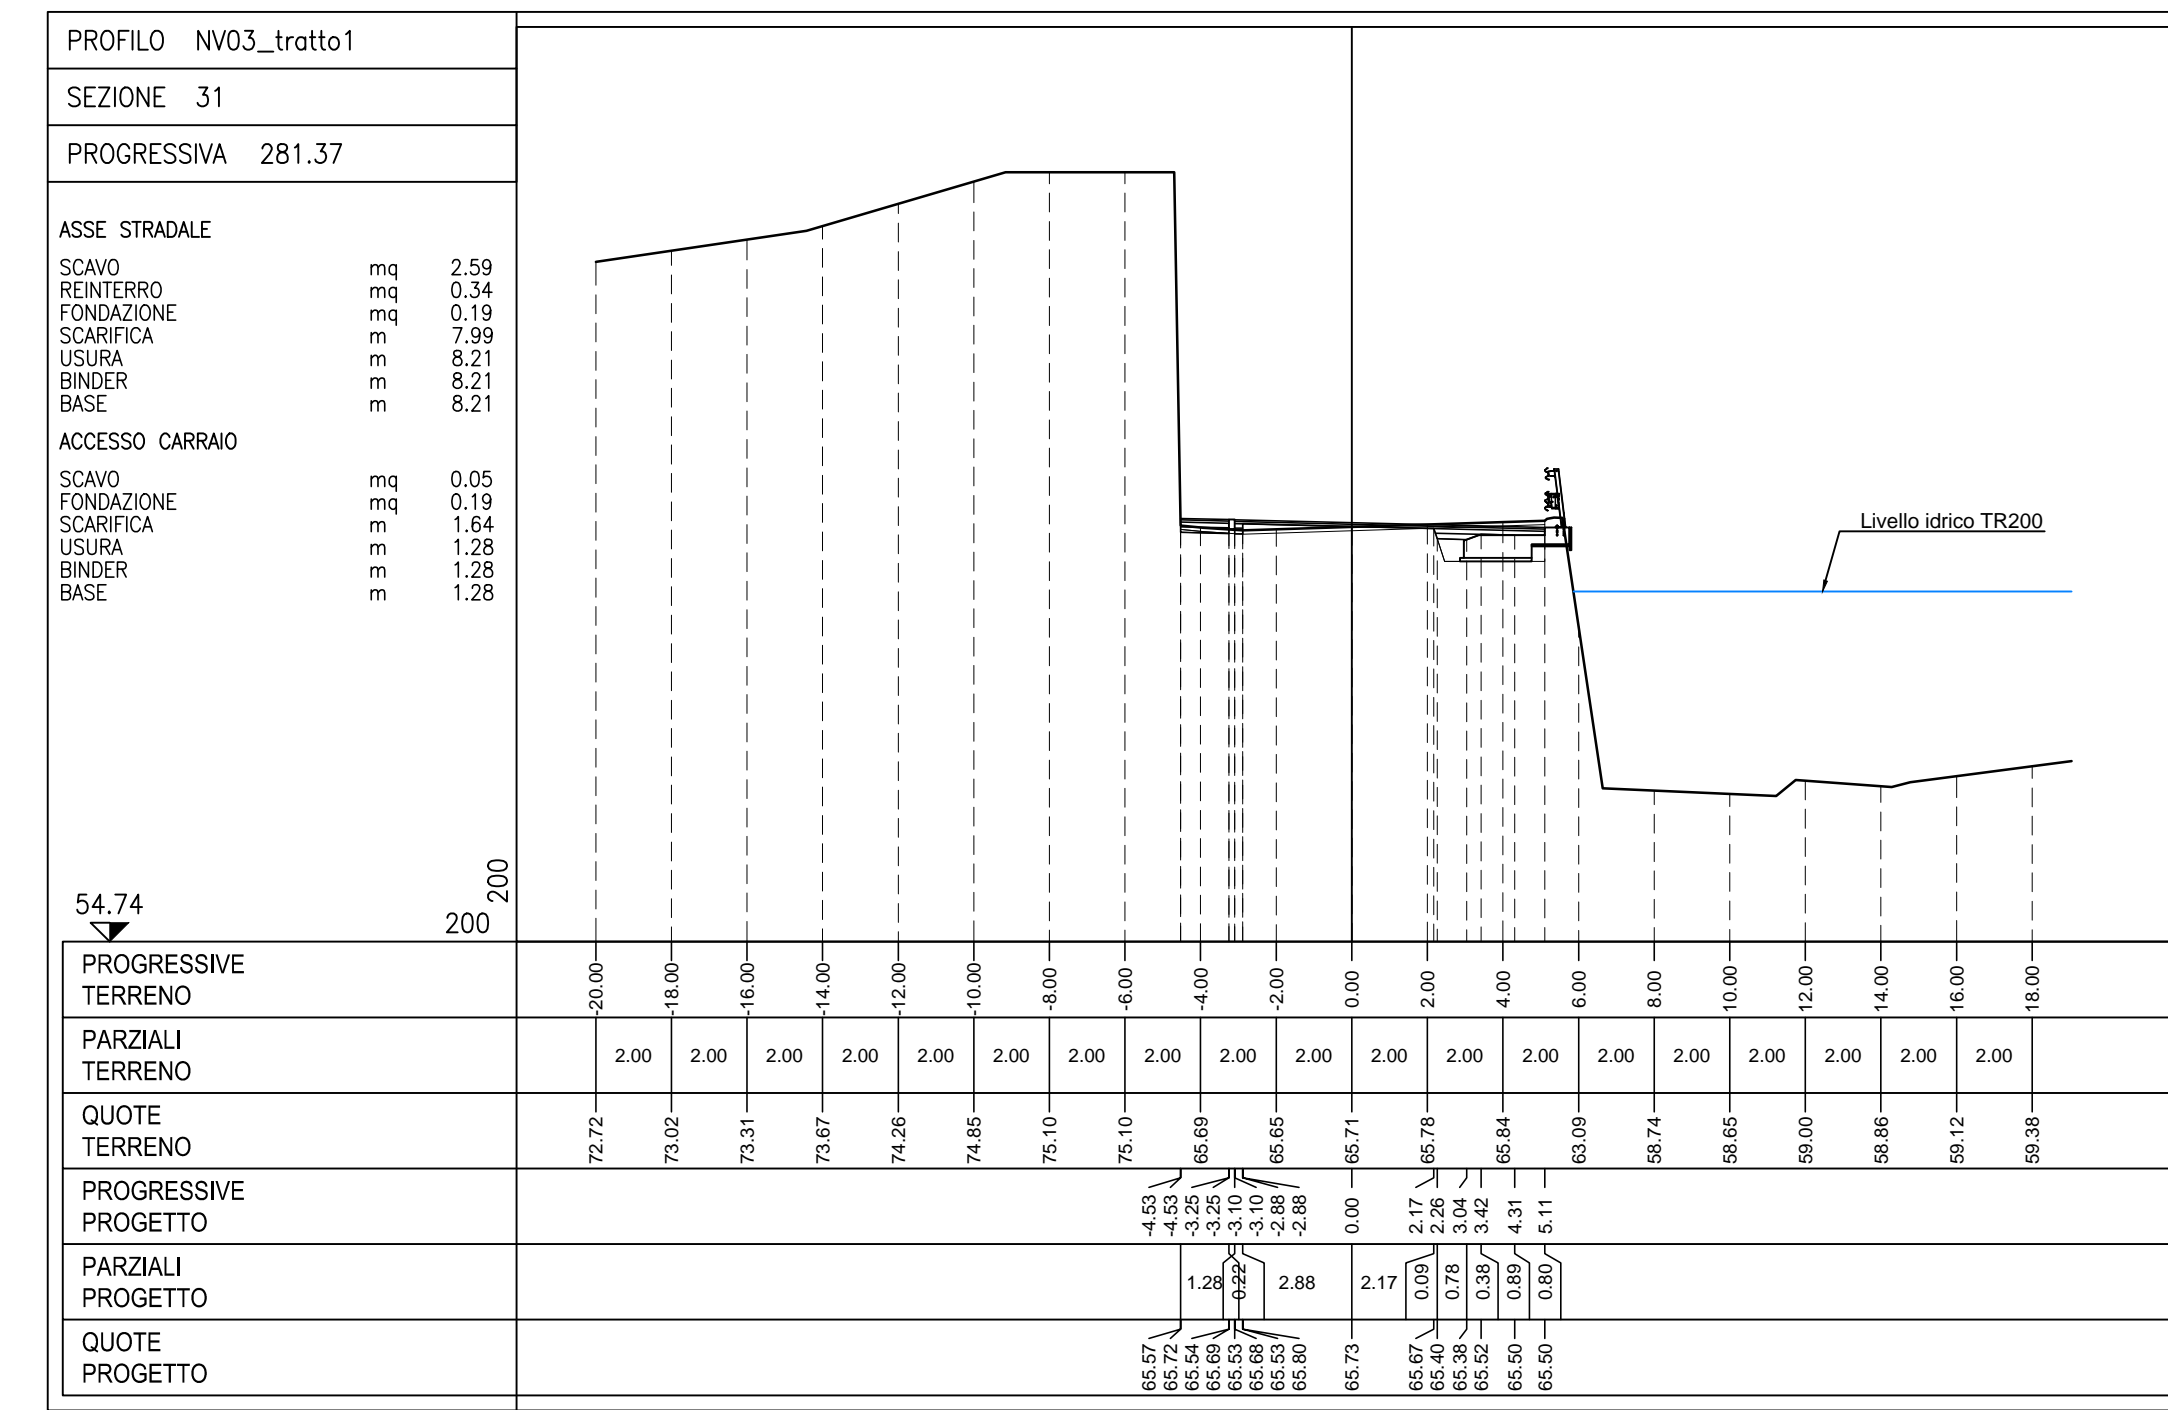 PROFILO NV03_tratto1
SEZIONE 31
PROGRESSIVA 281.37
ASSE STRADALE
SCAVO mq 2.59
REINTERRO mq 0.34
FONDAZIONE mq 0.19
SCARIFICA m 7.99
USURA m 8.21
BINDER m 8.21
BASE m 8.21
ACCESSO CARRAIO
SCAVO mq 0.05
FONDAZIONE mq 0.19
SCARIFICA m 1.64
USURA m 1.28
BINDER m 1.28
BASE m 1.28
Livello idrico TR200
54.74
200
200
PROGRESSIVE
TERRENO
-20.00 -18.00 -16.00 -14.00 -12.00 -10.00 -8.00 -6.00 -4.00 -2.00 0.00 2.00 4.00 6.00 8.00 10.00 12.00 14.00 16.00 18.00
PARZIALI
TERRENO
2.00 2.00 2.00 2.00 2.00 2.00 2.00 2.00 2.00 2.00 2.00 2.00 2.00 2.00 2.00 2.00 2.00 2.00 2.00
QUOTE
TERRENO
72.72 73.02 73.31 73.67 74.26 74.85 75.10 75.10 65.69 65.65 65.71 65.78 65.84 63.09 58.74 58.65 59.00 58.86 59.12 59.38
PROGRESSIVE
PROGETTO
-4.53 -4.53 -3.25 -3.25 -3.10 -3.10 -2.88 -2.88 0.00 2.17 2.26 3.04 3.42 4.31 5.11
PARZIALI
PROGETTO
1.28 0.22 2.88 2.17 0.09 0.78 0.38 0.89 0.80
QUOTE
PROGETTO
65.57 65.72 65.54 65.69 65.53 65.68 65.53 65.80 65.73 65.67 65.40 65.38 65.52 65.50 65.50